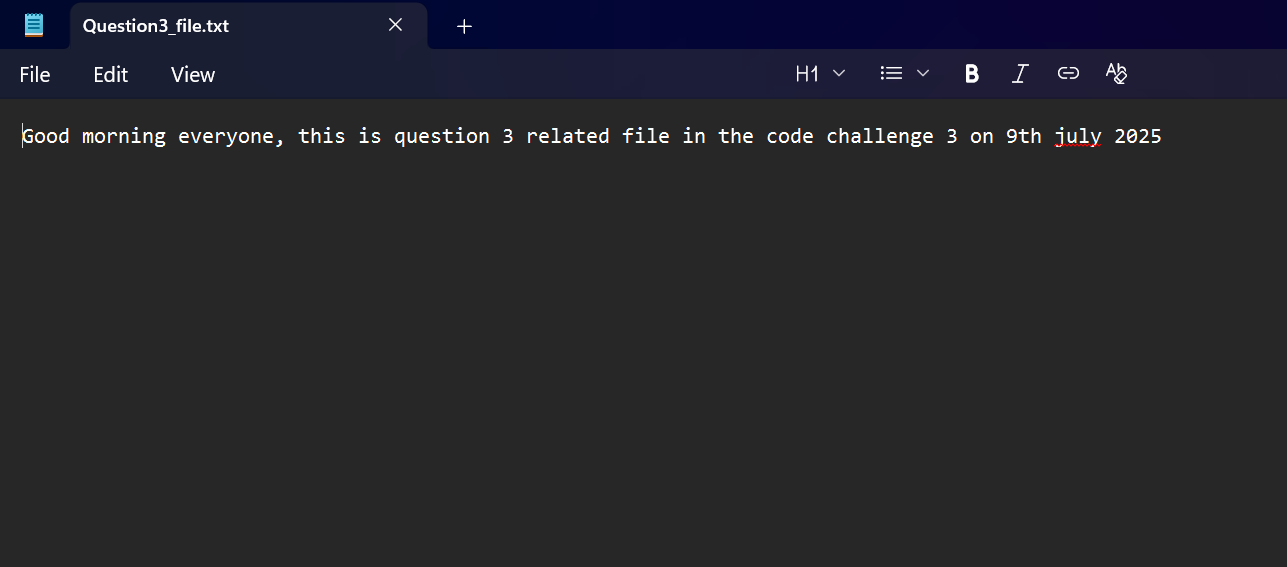 Question3_file.txt
File Edit View H1 B I Ab
Good morning everyone, this is question 3 related file in the code challenge 3 on 9th july 2025